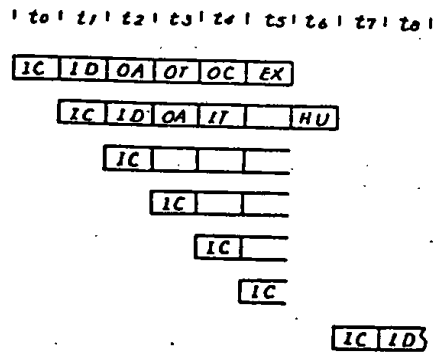 t0 t1 t2 t3 t4 t5 t6 t7 t8
IC ID OA OT OC EX
IC ID OA IT HU
IC
IC
IC
IC
IC ID